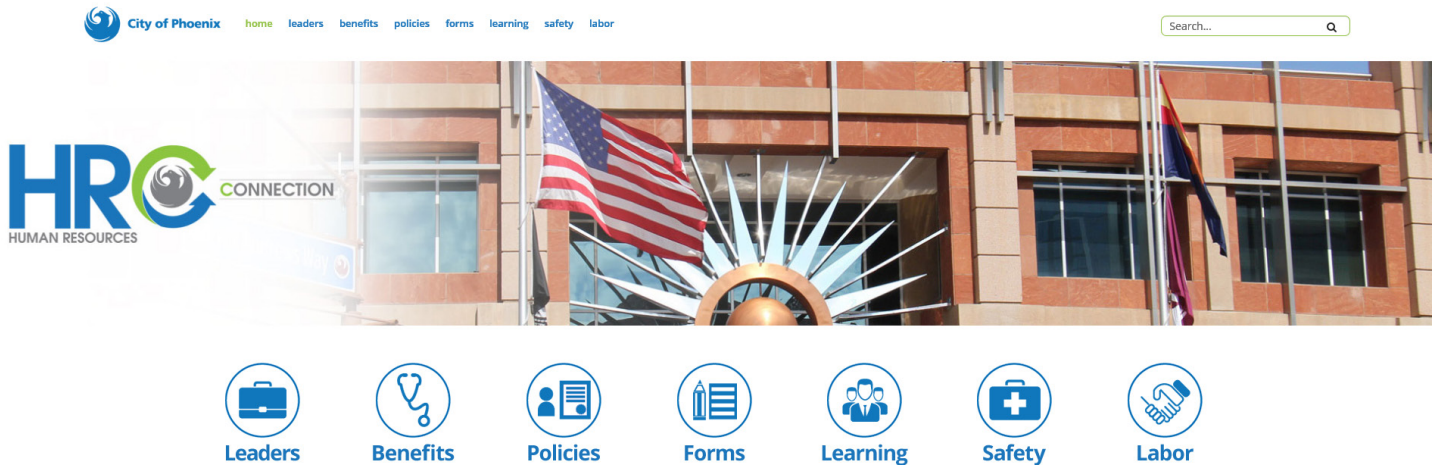 City of Phoenix home leaders benefits policies forms learning safety labor Search...
HRC CONNECTION
HUMAN RESOURCES
Leaders Benefits Policies Forms Learning Safety Labor